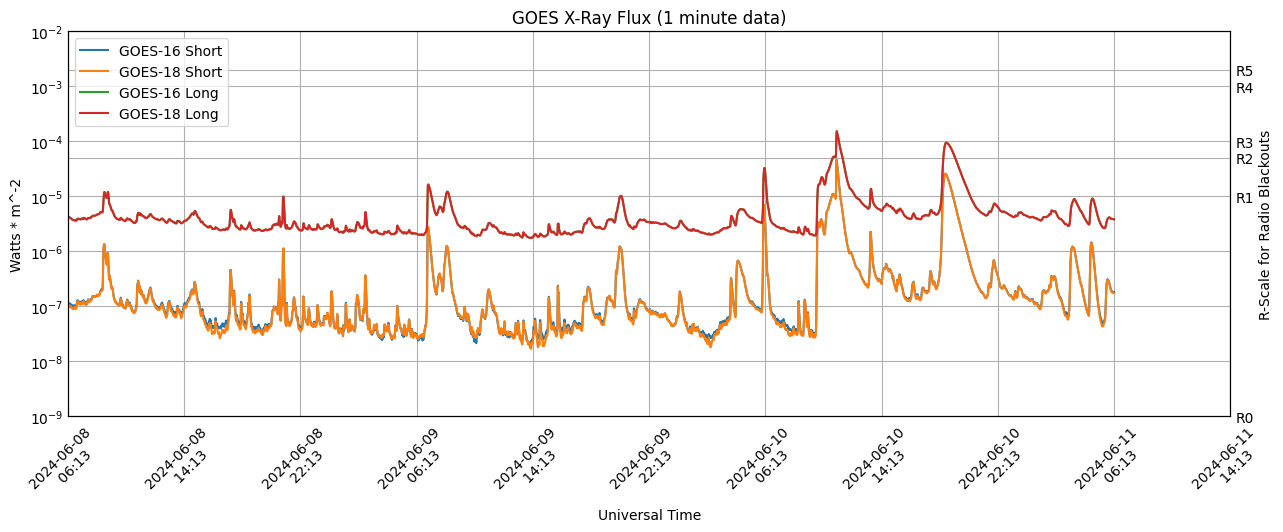 GOES X-Ray Flux (1 minute data)
GOES-16 Short
GOES-18 Short
GOES-16 Long
GOES-18 Long
Watts * m^-2
10⁻²
10⁻³
10⁻⁴
10⁻⁵
10⁻⁶
10⁻⁷
10⁻⁸
10⁻⁹
R5
R4
R3
R2
R1
R0
R-Scale for Radio Blackouts
2024-06-08
06:13
2024-06-08
14:13
2024-06-08
22:13
2024-06-09
06:13
2024-06-09
14:13
2024-06-09
22:13
2024-06-10
06:13
2024-06-10
14:13
2024-06-10
22:13
2024-06-11
06:13
2024-06-11
14:13
Universal Time